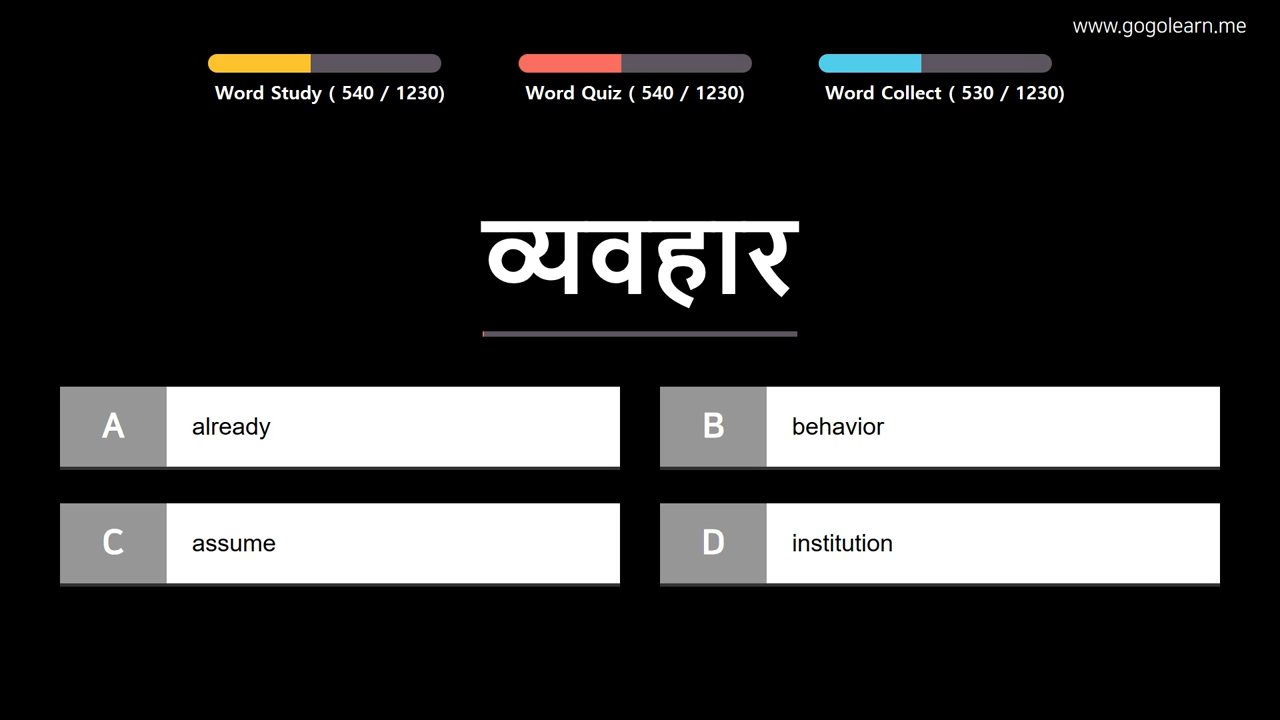 www.gogolearn.me
Word Study ( 540 / 1230)
Word Quiz ( 540 / 1230)
Word Collect ( 530 / 1230)
व्यवहार
A already
B behavior
C assume
D institution